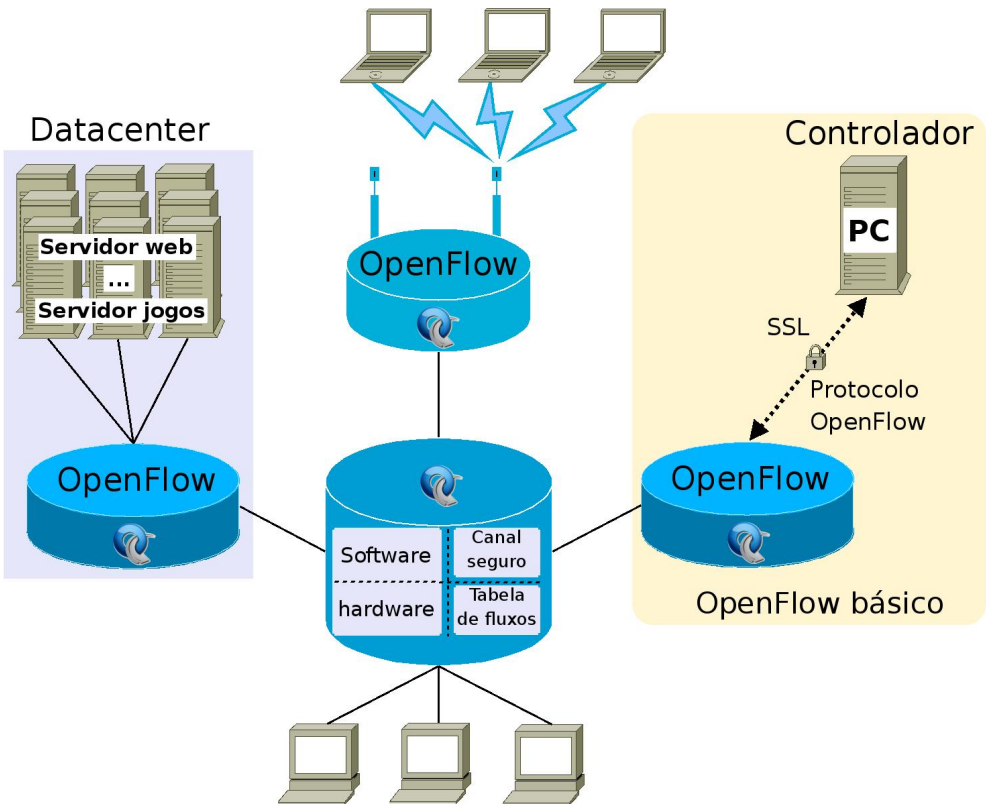 Datacenter
Servidor web
...
Servidor jogos
OpenFlow
OpenFlow
Software
Canal
seguro
hardware
Tabela
de fluxos
Controlador
PC
SSL
Protocolo
OpenFlow
OpenFlow
OpenFlow básico